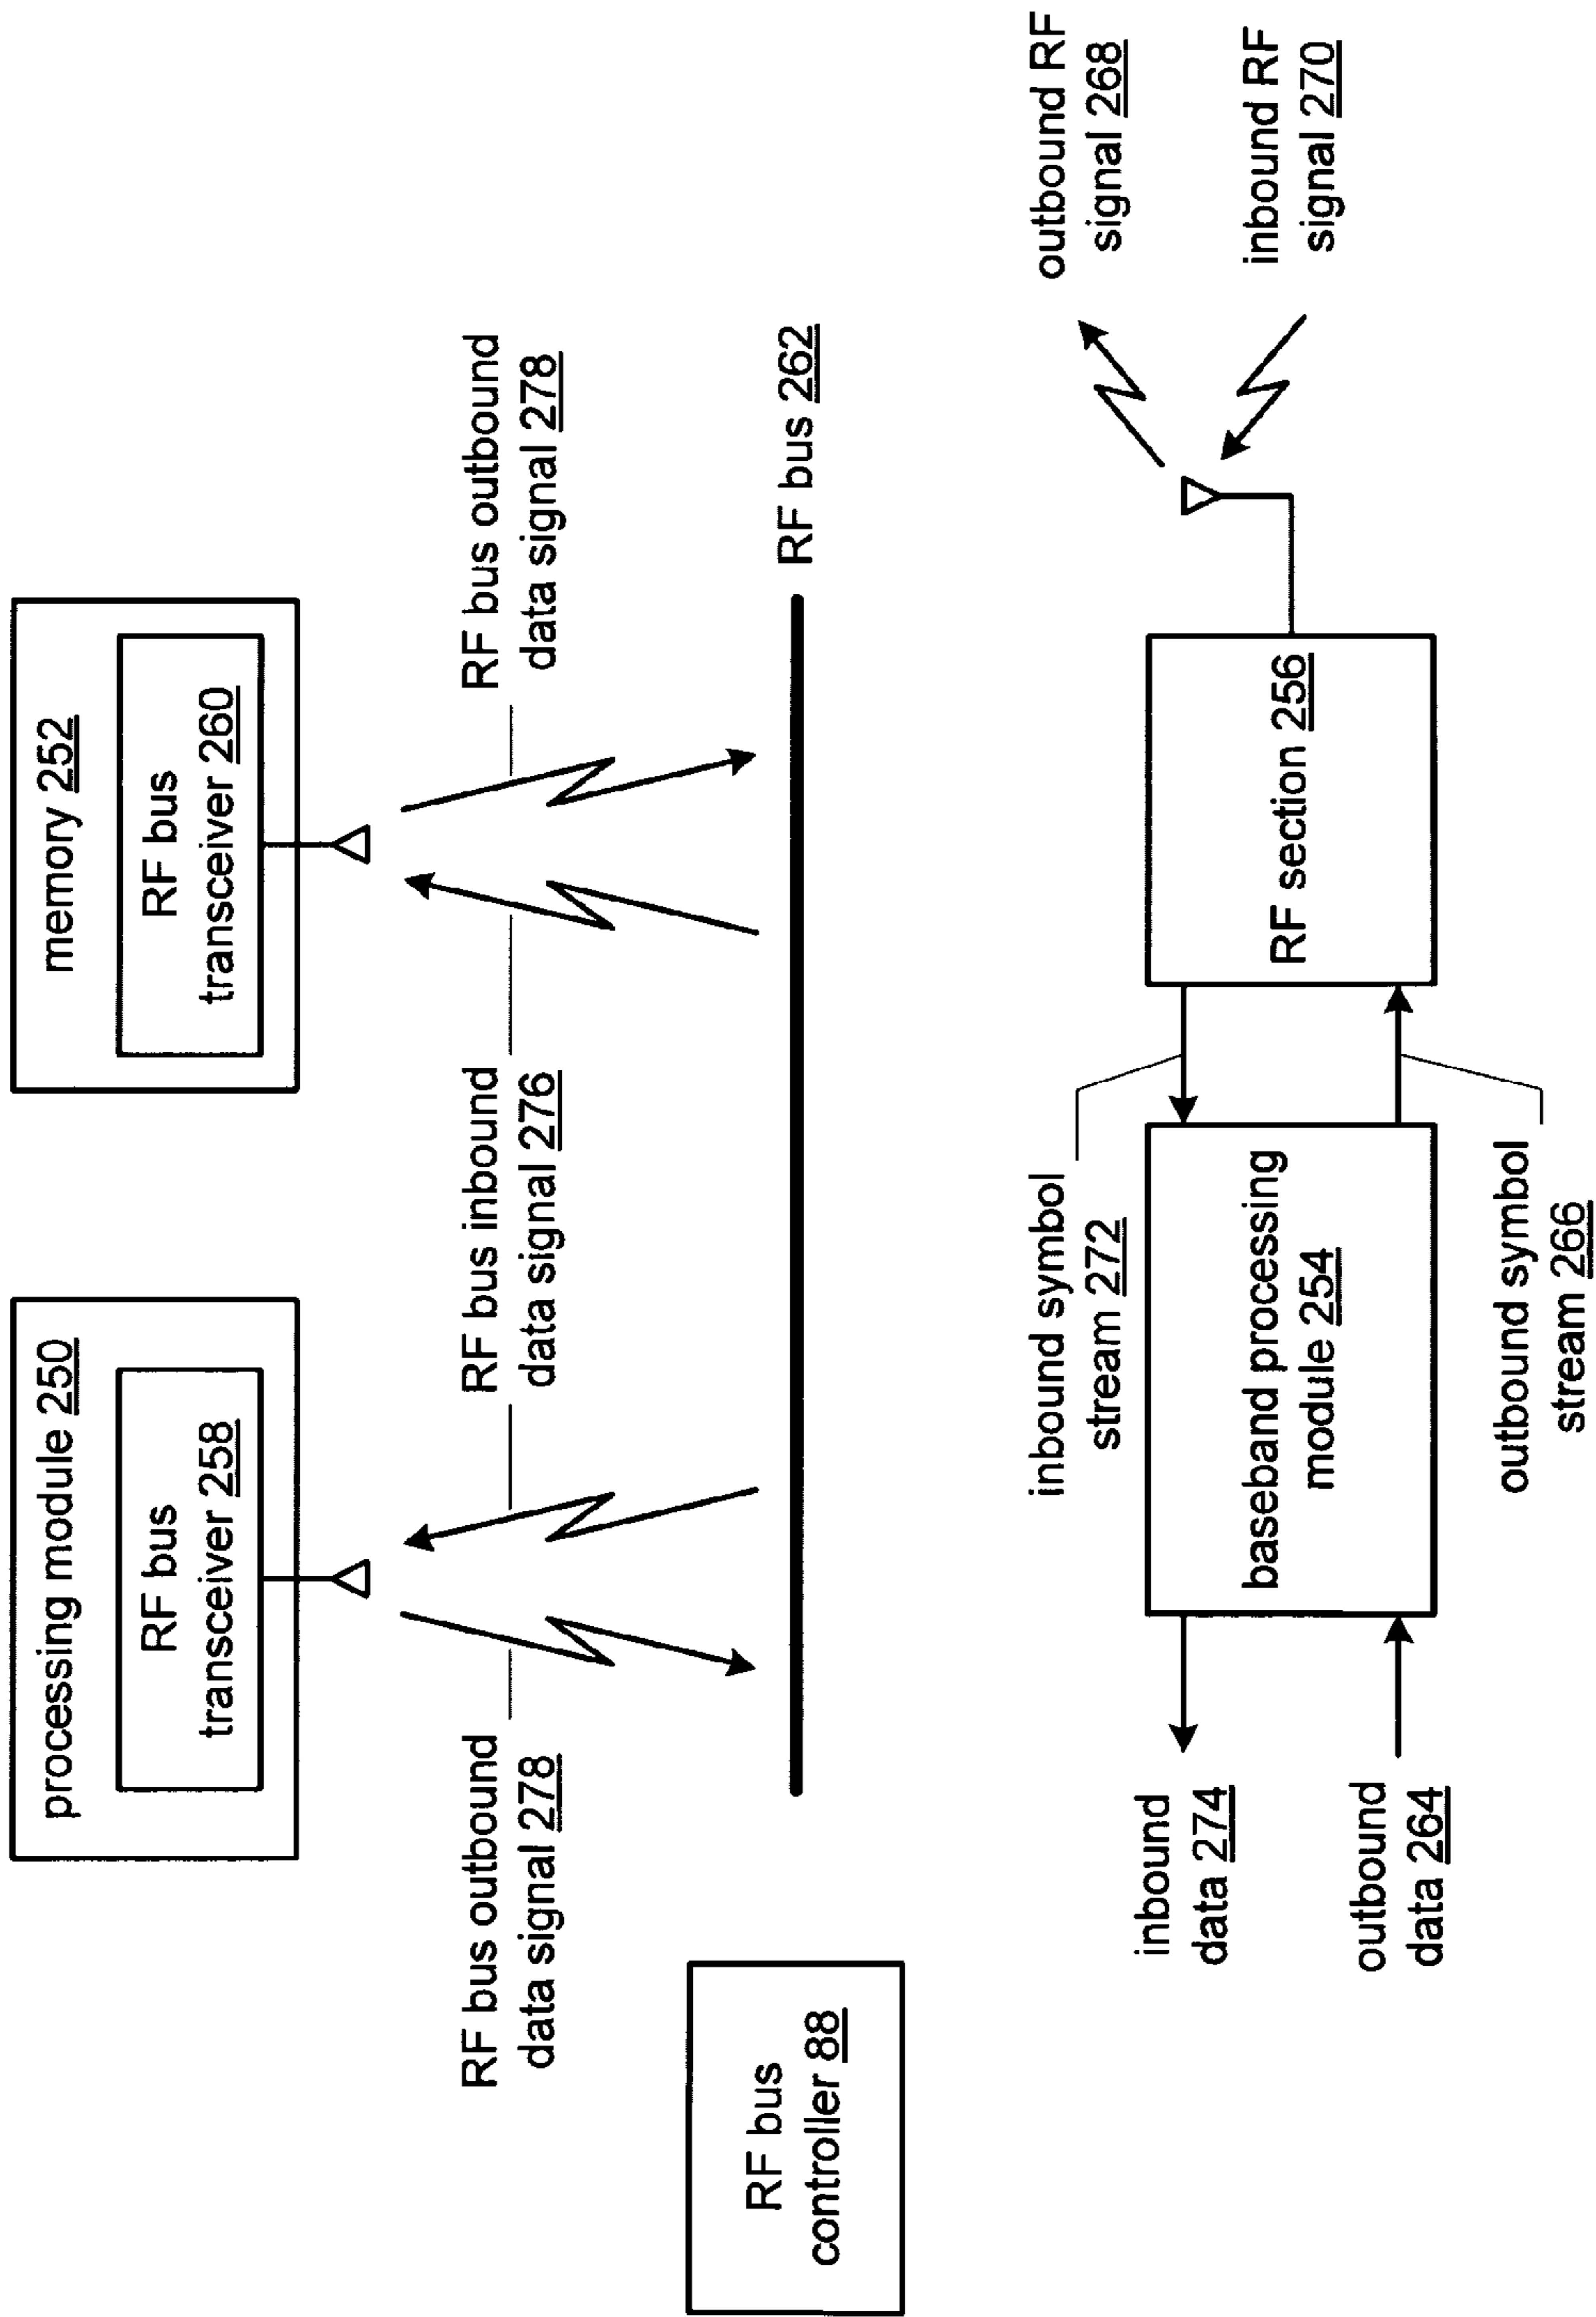 processing module 250
RF bus
transceiver 258
memory 252
RF bus
transceiver 260
RF bus outbound
data signal 278
RF bus inbound
data signal 276
RF bus outbound
data signal 278
RF bus
controller 88
RF bus 262
inbound symbol
stream 272
outbound RF
signal 268
inbound
data 274
outbound
data 264
baseband processing
module 254
RF section 256
inbound RF
signal 270
outbound symbol
stream 266